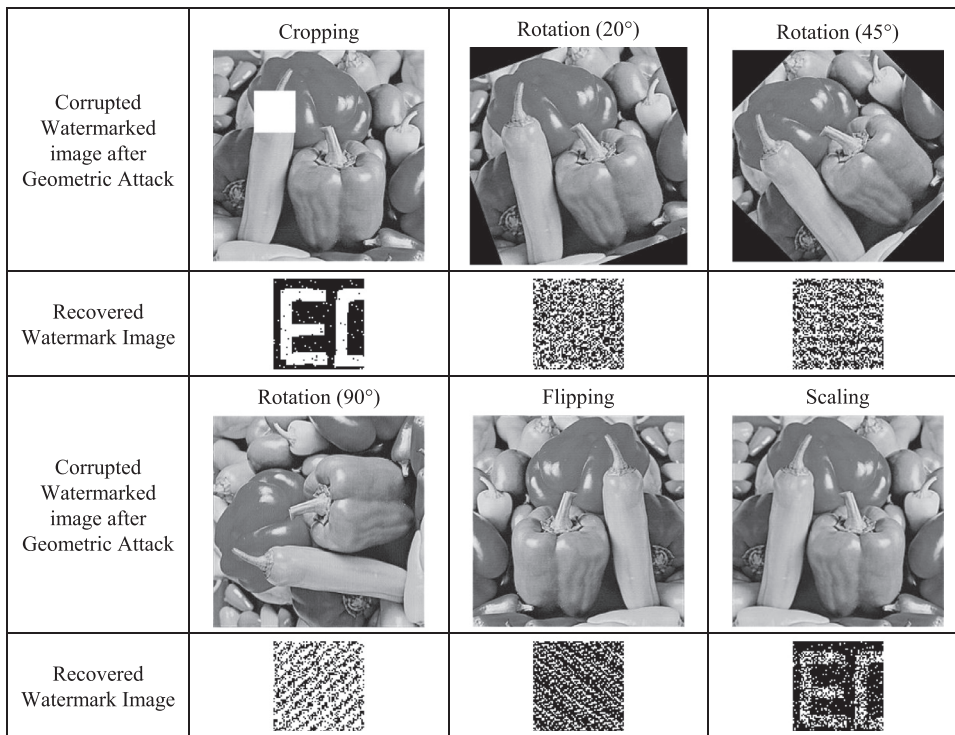 Cropping
Rotation (20°)
Rotation (45°)
Corrupted
Watermarked
image after
Geometric Attack
Recovered
Watermark Image
Rotation (90°)
Flipping
Scaling
Corrupted
Watermarked
image after
Geometric Attack
Recovered
Watermark Image